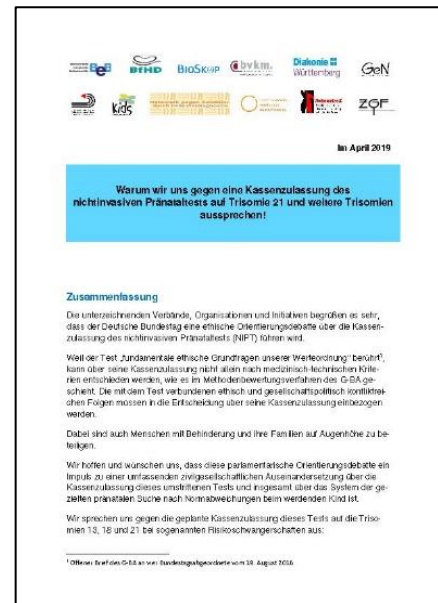 BeB BfHD BIOSKOP bvkm. Diakonie Württemberg GeN
Kids ZGF
Im April 2019
Warum wir uns gegen eine Kassenzulassung des
nichtinvasiven Pränataltests auf Trisomie 21 und weitere Trisomien
aussprechen!
Zusammenfassung
Die unterzeichnenden Verbände, Organisationen und Initiativen begrüßen es sehr,
dass der Deutsche Bundestag eine ethische Orientierungsdebatte über die Kassen-
zulassung des nichtinvasiven Pränataltests (NIPT) führen wird.
Weil der Test „fundamentale ethische Grundfragen unserer Werteordnung“ berührt¹,
kann über seine Kassenzulassung nicht allein nach medizinisch-technischen Krite-
rien entschieden werden, wie es im Methodenbewertungsverfahren des G-BA ge-
schieht. Die mit dem Test verbundenen ethisch und gesellschaftspolitisch konfliktrei-
chen Folgen müssen in die Entscheidung über seine Kassenzulassung einbezogen
werden.
Dabei sind auch Menschen mit Behinderung und ihre Familien auf Augenhöhe zu be-
teiligen.
Wir hoffen und wünschen uns, dass diese parlamentarische Orientierungsdebatte ein
Impuls zu einer umfassenden zivilgesellschaftlichen Auseinandersetzung über die
Kassenzulassung dieses umstrittenen Tests und insgesamt über das System der ge-
zielten pränatalen Suche nach Normabweichungen beim werdenden Kind ist.
Wir sprechen uns gegen die geplante Kassenzulassung dieses Tests auf die Triso-
mien 13, 18 und 21 bei sogenannten Risikoschwangerschaften aus:
¹ Offener Brief des G-BA an vier Bundestagsabgeordnete vom 19. August 2016